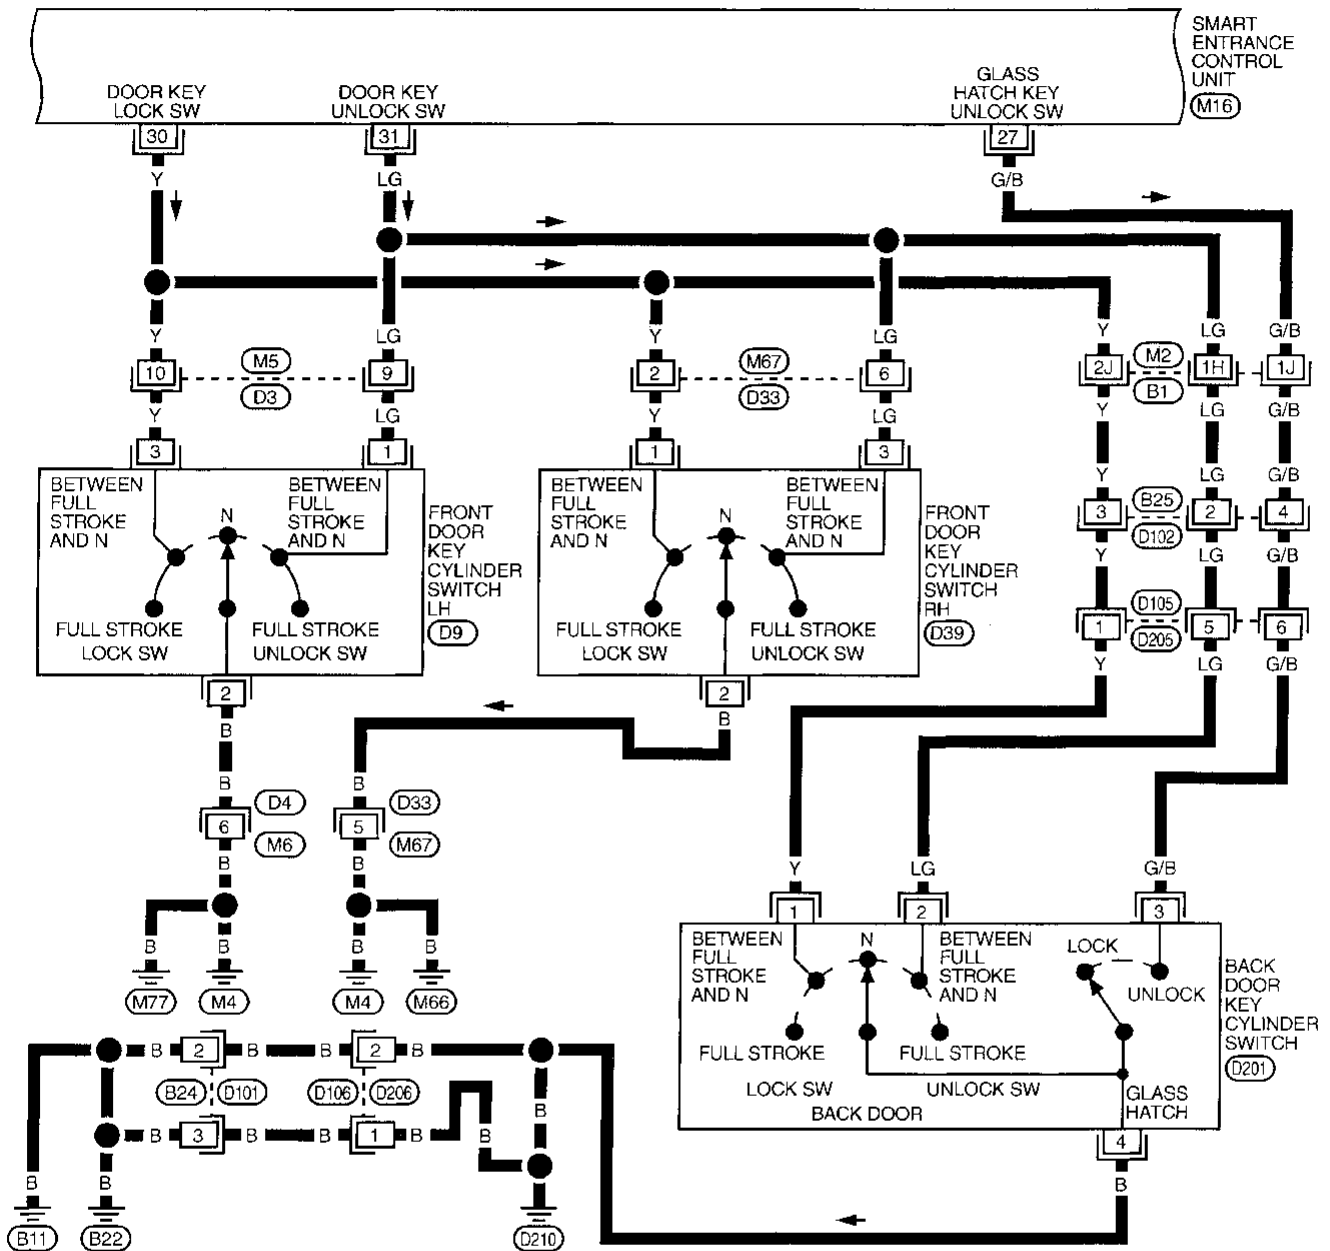 SMART
ENTRANCE
CONTROL
UNIT
M16
DOOR KEY
LOCK SW
DOOR KEY
UNLOCK SW
GLASS
HATCH KEY
UNLOCK SW
30
31
27
Y
LG
G/B
Y
LG
Y
LG
Y
LG
G/B
10
M5
D3
9
2
M67
D33
6
2J
M2
B1
1H
1J
Y
LG
Y
LG
Y
LG
G/B
3
1
1
3
Y
LG
G/B
3
B25
D102
2
4
Y
LG
G/B
1
D105
D205
5
6
Y
LG
G/B
BETWEEN
FULL
STROKE
AND N
N
BETWEEN
FULL
STROKE
AND N
FULL STROKE
LOCK SW
FULL STROKE
UNLOCK SW
FRONT
DOOR
KEY
CYLINDER
SWITCH
LH
D9
BETWEEN
FULL
STROKE
AND N
N
BETWEEN
FULL
STROKE
AND N
FULL STROKE
LOCK SW
FULL STROKE
UNLOCK SW
FRONT
DOOR
KEY
CYLINDER
SWITCH
RH
D39
2
2
B
B
B
B
6
D4
M6
5
D33
M67
B
B
B
B
B
B
M77
M4
M4
M66
Y
LG
G/B
1
2
3
BETWEEN
FULL
STROKE
AND N
N
BETWEEN
FULL
STROKE
AND N
LOCK
UNLOCK
FULL STROKE
FULL STROKE
LOCK SW
UNLOCK SW
BACK DOOR
GLASS
HATCH
BACK
DOOR
KEY
CYLINDER
SWITCH
D201
4
B
B
2
B
B
2
B
B24
D101
D106
D206
B
3
B
B
1
B
B
B
B
B
B
B11
B22
D210